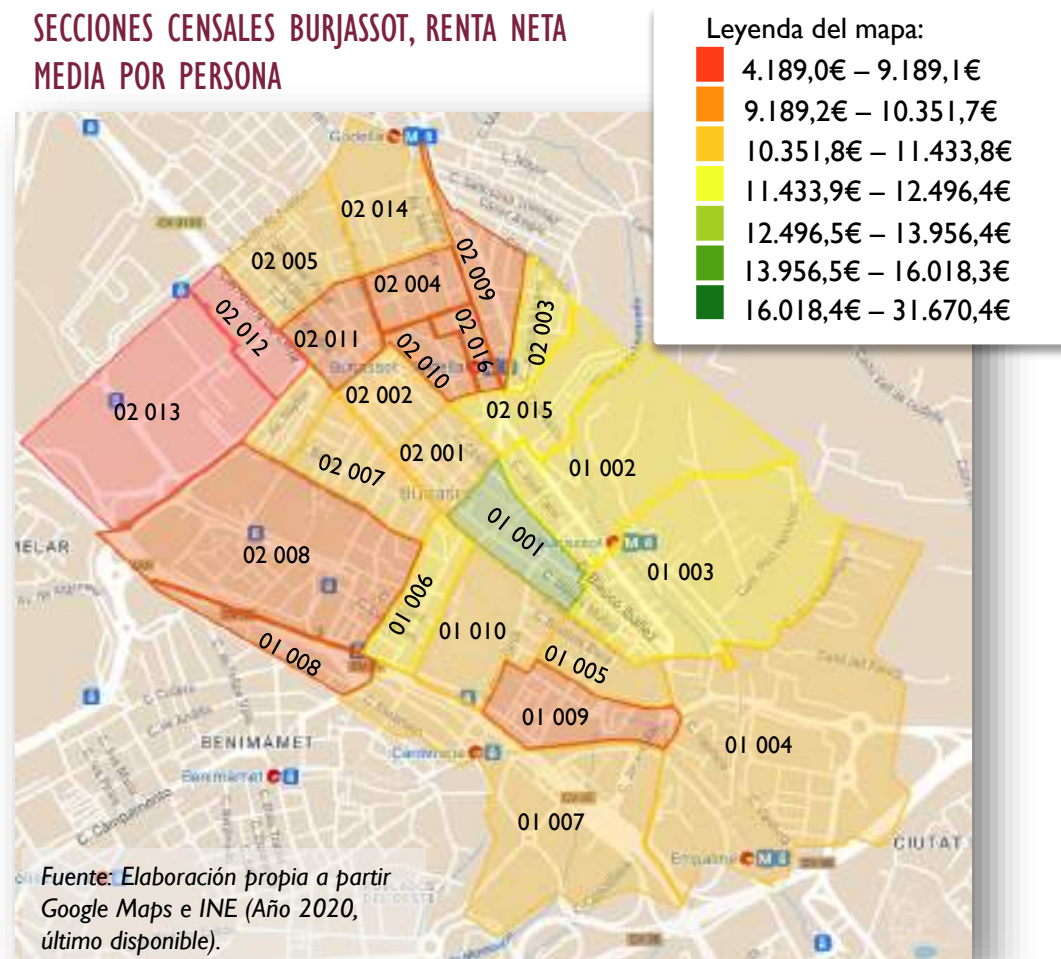 SECCIONES CENSALES BURJASSOT, RENTA NETA
MEDIA POR PERSONA
Leyenda del mapa:
4.189,0€ – 9.189,1€
9.189,2€ – 10.351,7€
10.351,8€ – 11.433,8€
11.433,9€ – 12.496,4€
12.496,5€ – 13.956,4€
13.956,5€ – 16.018,3€
16.018,4€ – 31.670,4€
Godella
02 014
02 005
02 009
02 004
02 012
02 011
02 016
02 003
02 010
02 002
02 013
02 015
02 001
01 002
02 007
01 001
02 008
01 003
01 006
01 010
01 008
01 005
01 009
01 004
01 007
MELAR
BENIMAMET
Benimàmet
C. Campamento
Empalme
CIUTAT
Fuente: Elaboración propia a partir
Google Maps e INE (Año 2020,
último disponible).